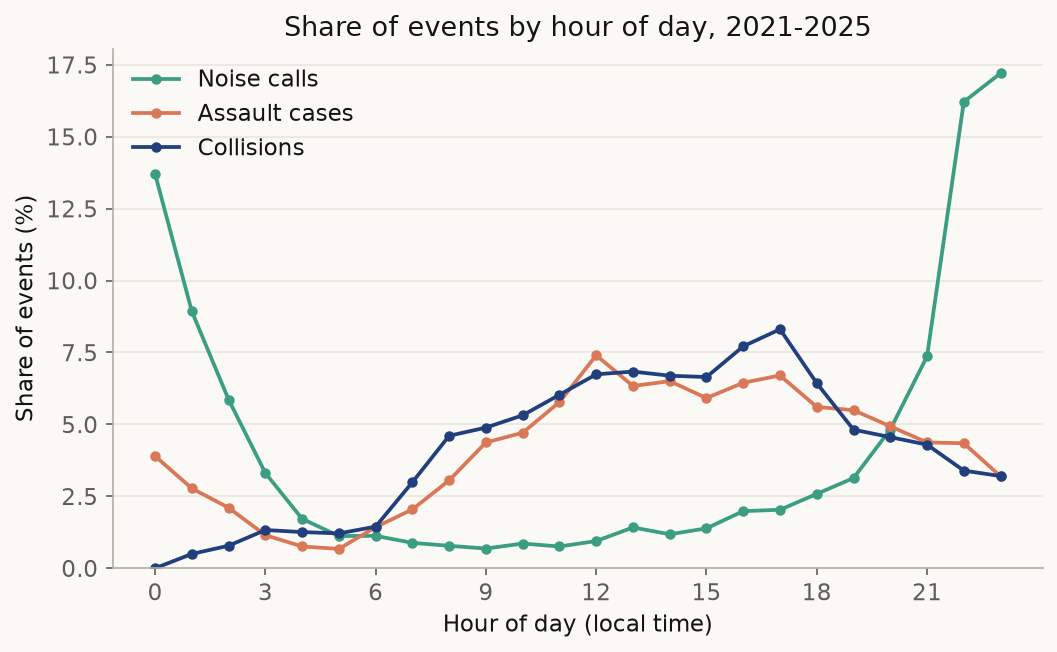 Share of events by hour of day, 2021-2025
Noise calls
Assault cases
Collisions
Share of events (%)
17.5
15.0
12.5
10.0
7.5
5.0
2.5
0.0
0 3 6 9 12 15 18 21
Hour of day (local time)